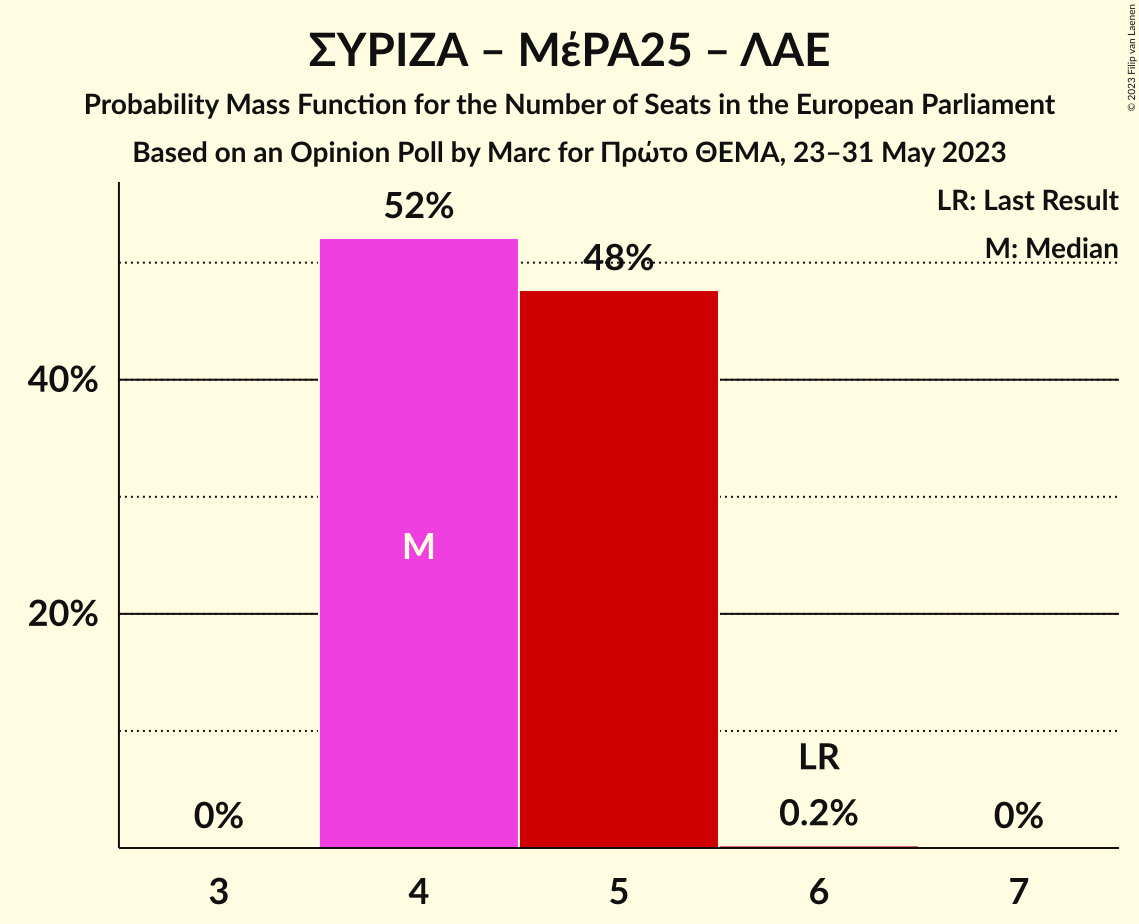 ΣΥΡΙΖΑ – ΜέΡΑ25 – ΛΑΕ
Probability Mass Function for the Number of Seats in the European Parliament
Based on an Opinion Poll by Marc for Πρώτο ΘΕΜΑ, 23–31 May 2023
© 2023 Filip van Laenen
LR: Last Result
M: Median
52%
48%
40%
M
20%
LR
0%
0.2%
0%
3 4 5 6 7